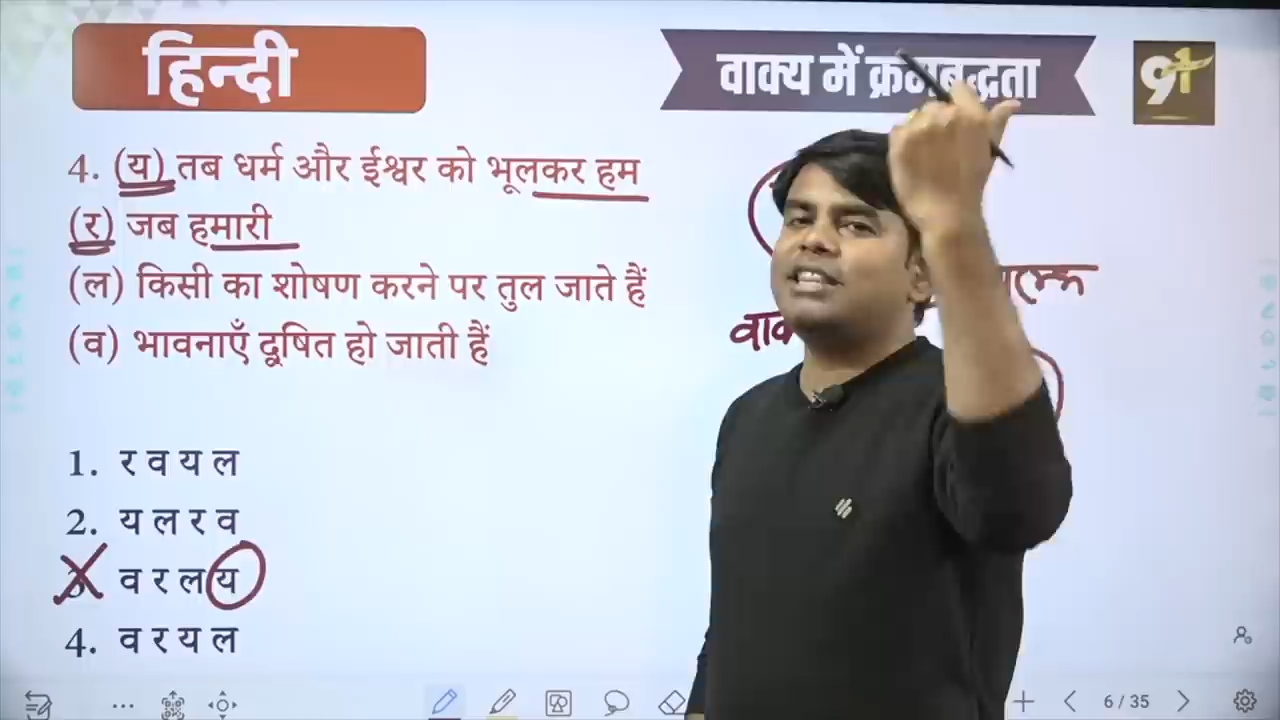 हिन्दी
वाक्य में क्रमबद्धता
4. (य) तब धर्म और ईश्वर को भूलकर हम
(र) जब हमारी
(ल) किसी का शोषण करने पर तुल जाते हैं
(व) भावनाएँ दूषित हो जाती हैं
1. र व य ल
2. य ल र व
3. व र ल य
4. व र य ल
6 / 35